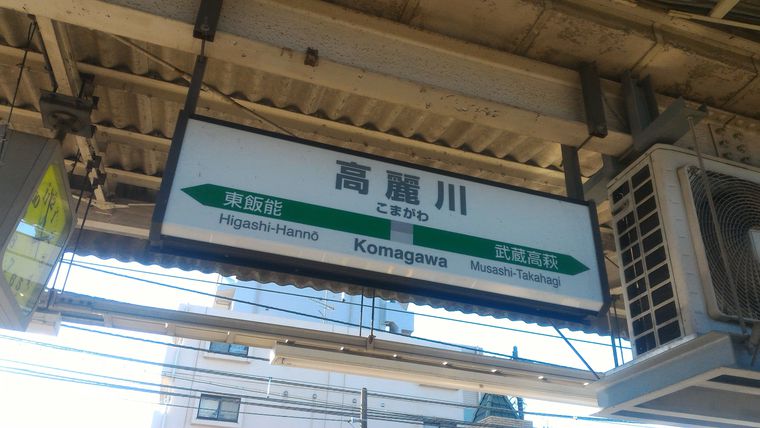 高麗川
こまがわ
東飯能
Higashi-Hannō
Komagawa
武蔵高萩
Musashi-Takahagi